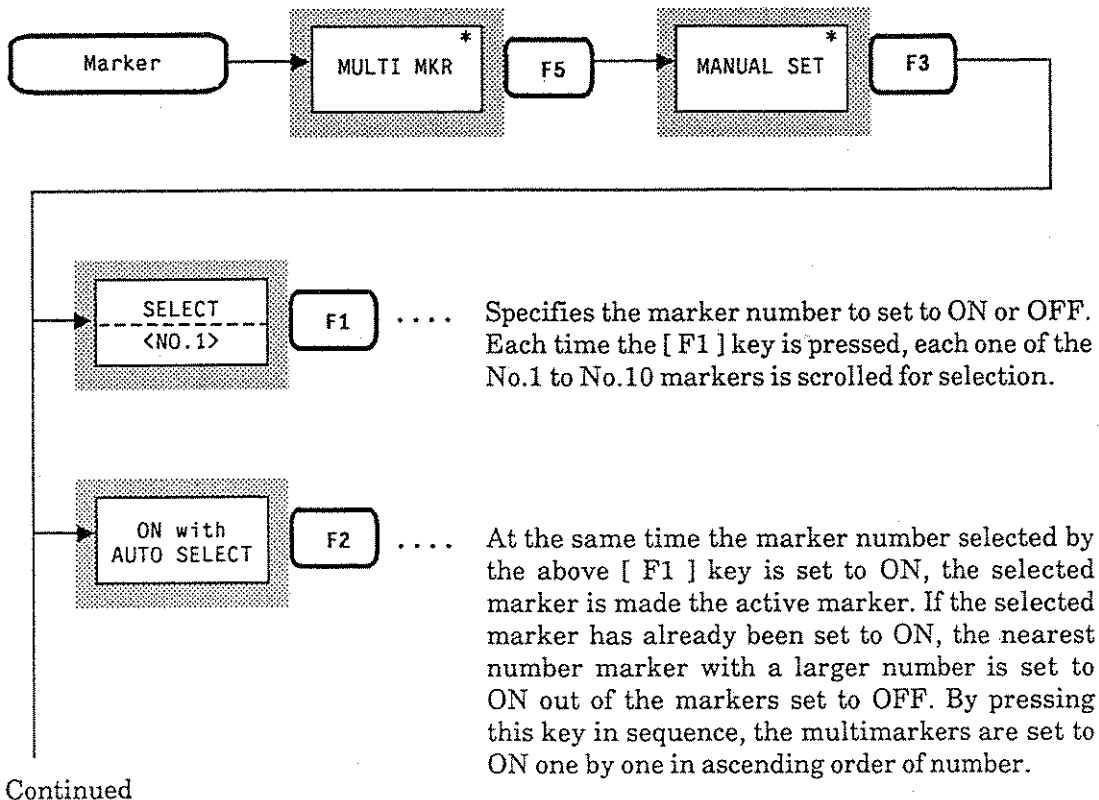 Marker
*
MULTI MKR
F5
*
MANUAL SET
F3
SELECT
<NO.1>
F1
....
Specifies the marker number to set to ON or OFF.
Each time the [ F1 ] key is pressed, each one of the
No.1 to No.10 markers is scrolled for selection.
ON with
AUTO SELECT
F2
....
At the same time the marker number selected by
the above [ F1 ] key is set to ON, the selected
marker is made the active marker. If the selected
marker has already been set to ON, the nearest
number marker with a larger number is set to
ON out of the markers set to OFF. By pressing
this key in sequence, the multimarkers are set to
ON one by one in ascending order of number.
Continued